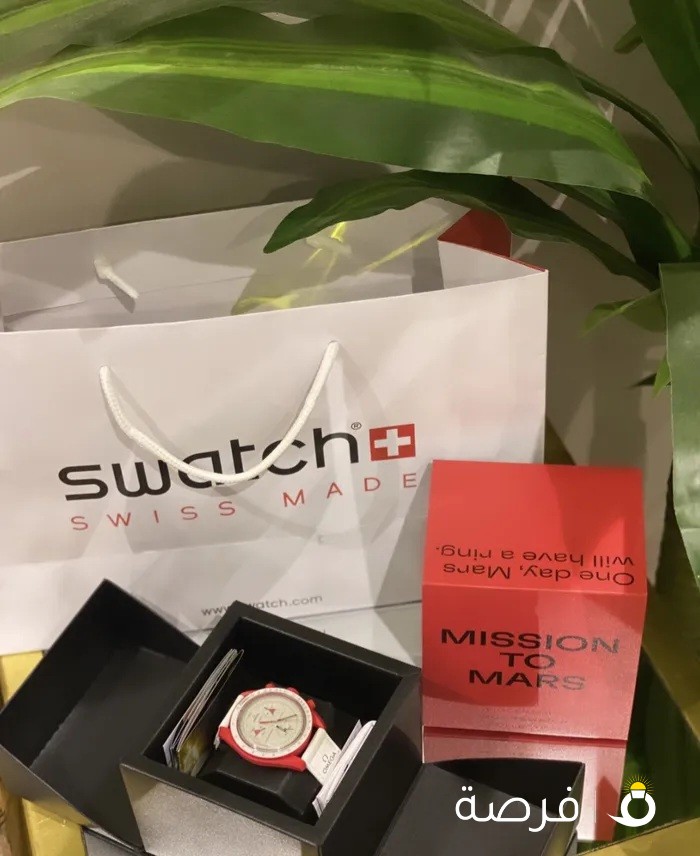 swatch®
SWISS MADE
www.swatch.com
One day, Mars
will have a ring.
MISSION
TO
MARS
OMEGA
فرصة